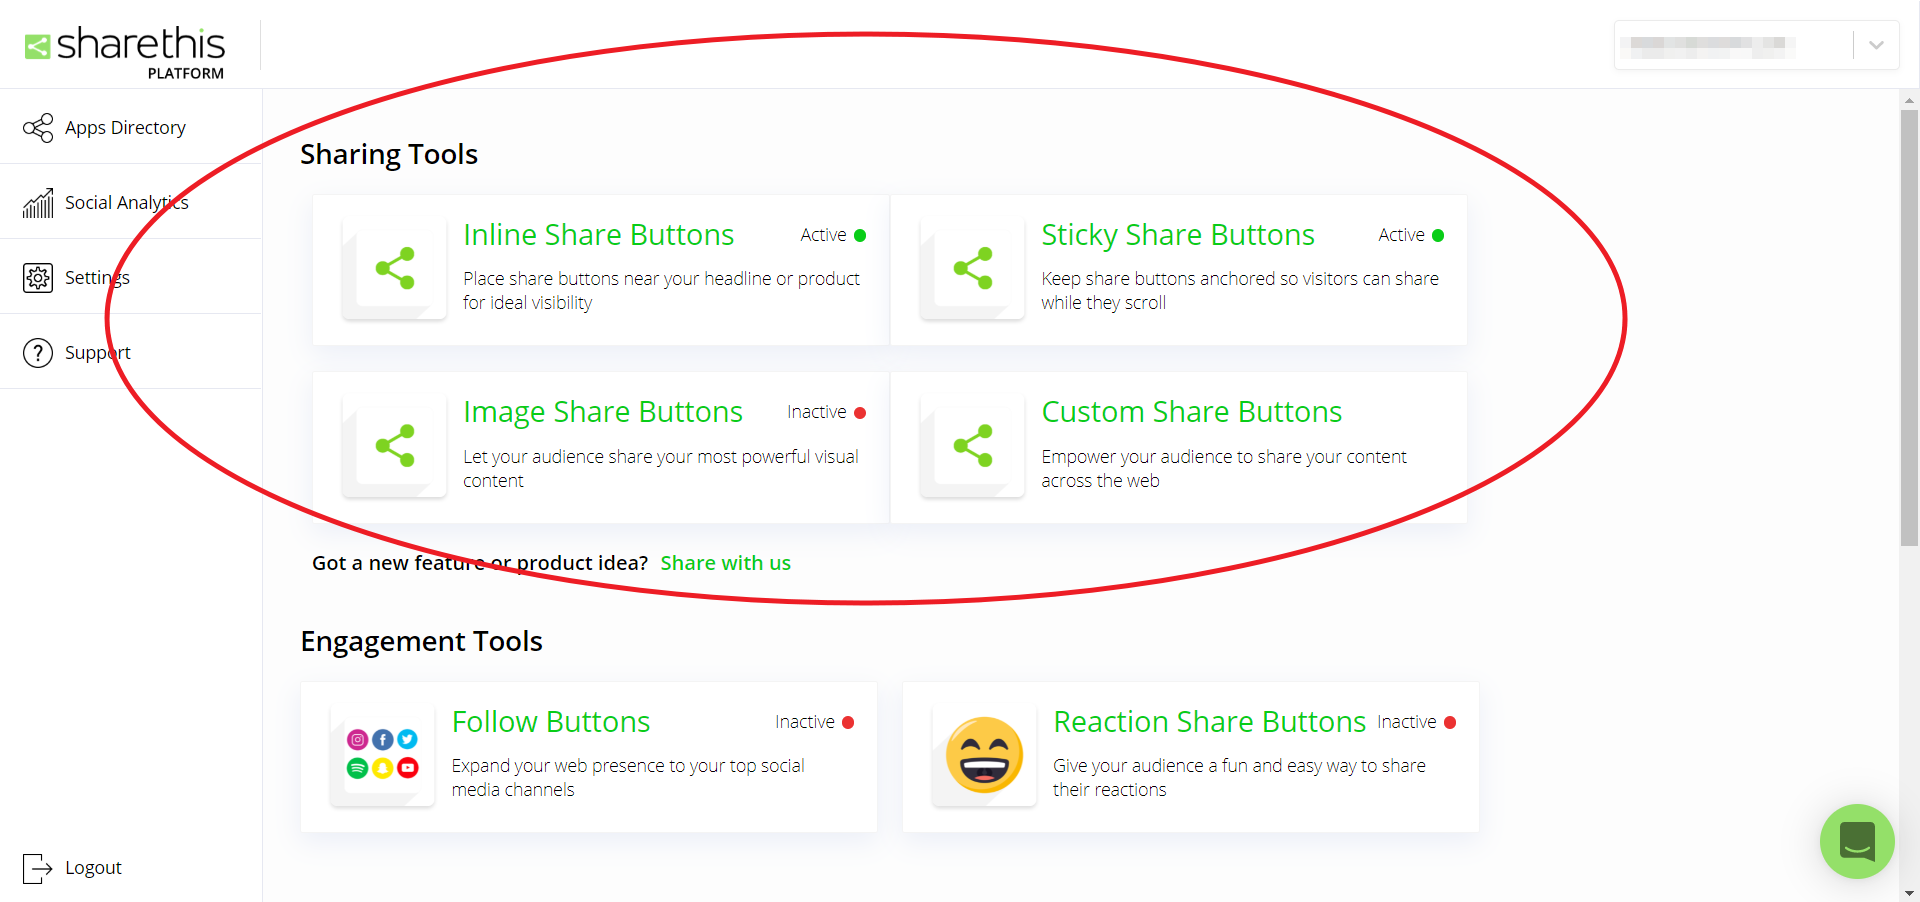 sharethis
PLATFORM
Apps Directory
Social Analytics
Settings
Support
Logout
Sharing Tools
Inline Share Buttons
Active
Place share buttons near your headline or product
for ideal visibility
Sticky Share Buttons
Active
Keep share buttons anchored so visitors can share
while they scroll
Image Share Buttons
Inactive
Let your audience share your most powerful visual
content
Custom Share Buttons
Empower your audience to share your content
across the web
Got a new feature or product idea? Share with us
Engagement Tools
Follow Buttons
Inactive
Expand your web presence to your top social
media channels
Reaction Share Buttons
Inactive
Give your audience a fun and easy way to share
their reactions